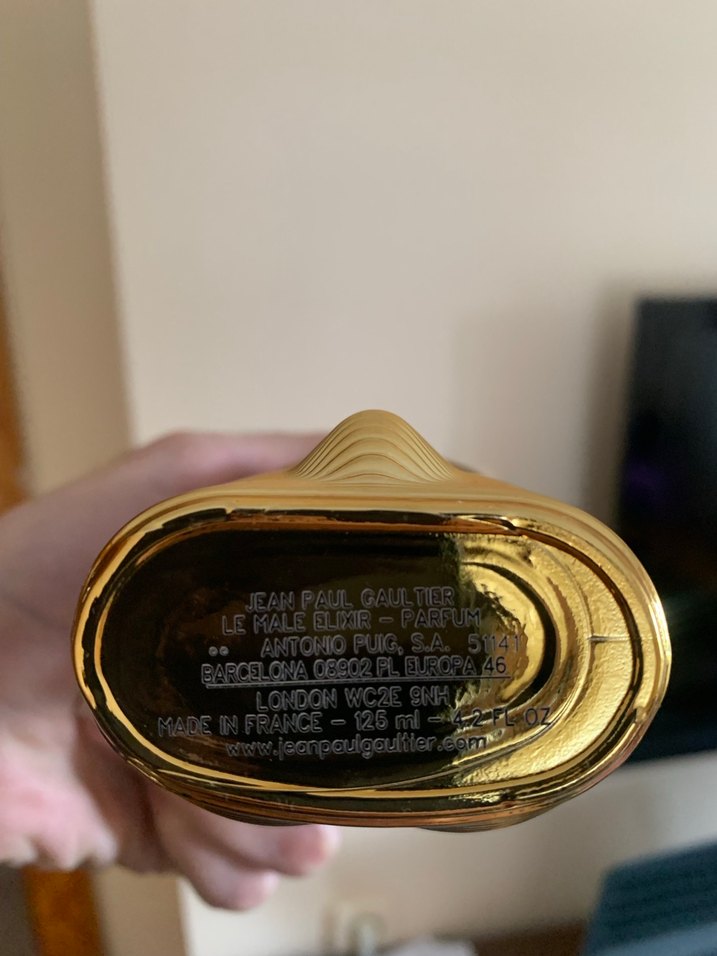 JEAN PAUL GAULTIER
LE MALE ELIXIR - PARFUM
ANTONIO PUIG, S.A. 51141
BARCELONA 08902 PL EUROPA 46
LONDON WC2E 9NH
MADE IN FRANCE - 125 ml - 4.2 FL OZ
www.jeanpaulgaultier.com